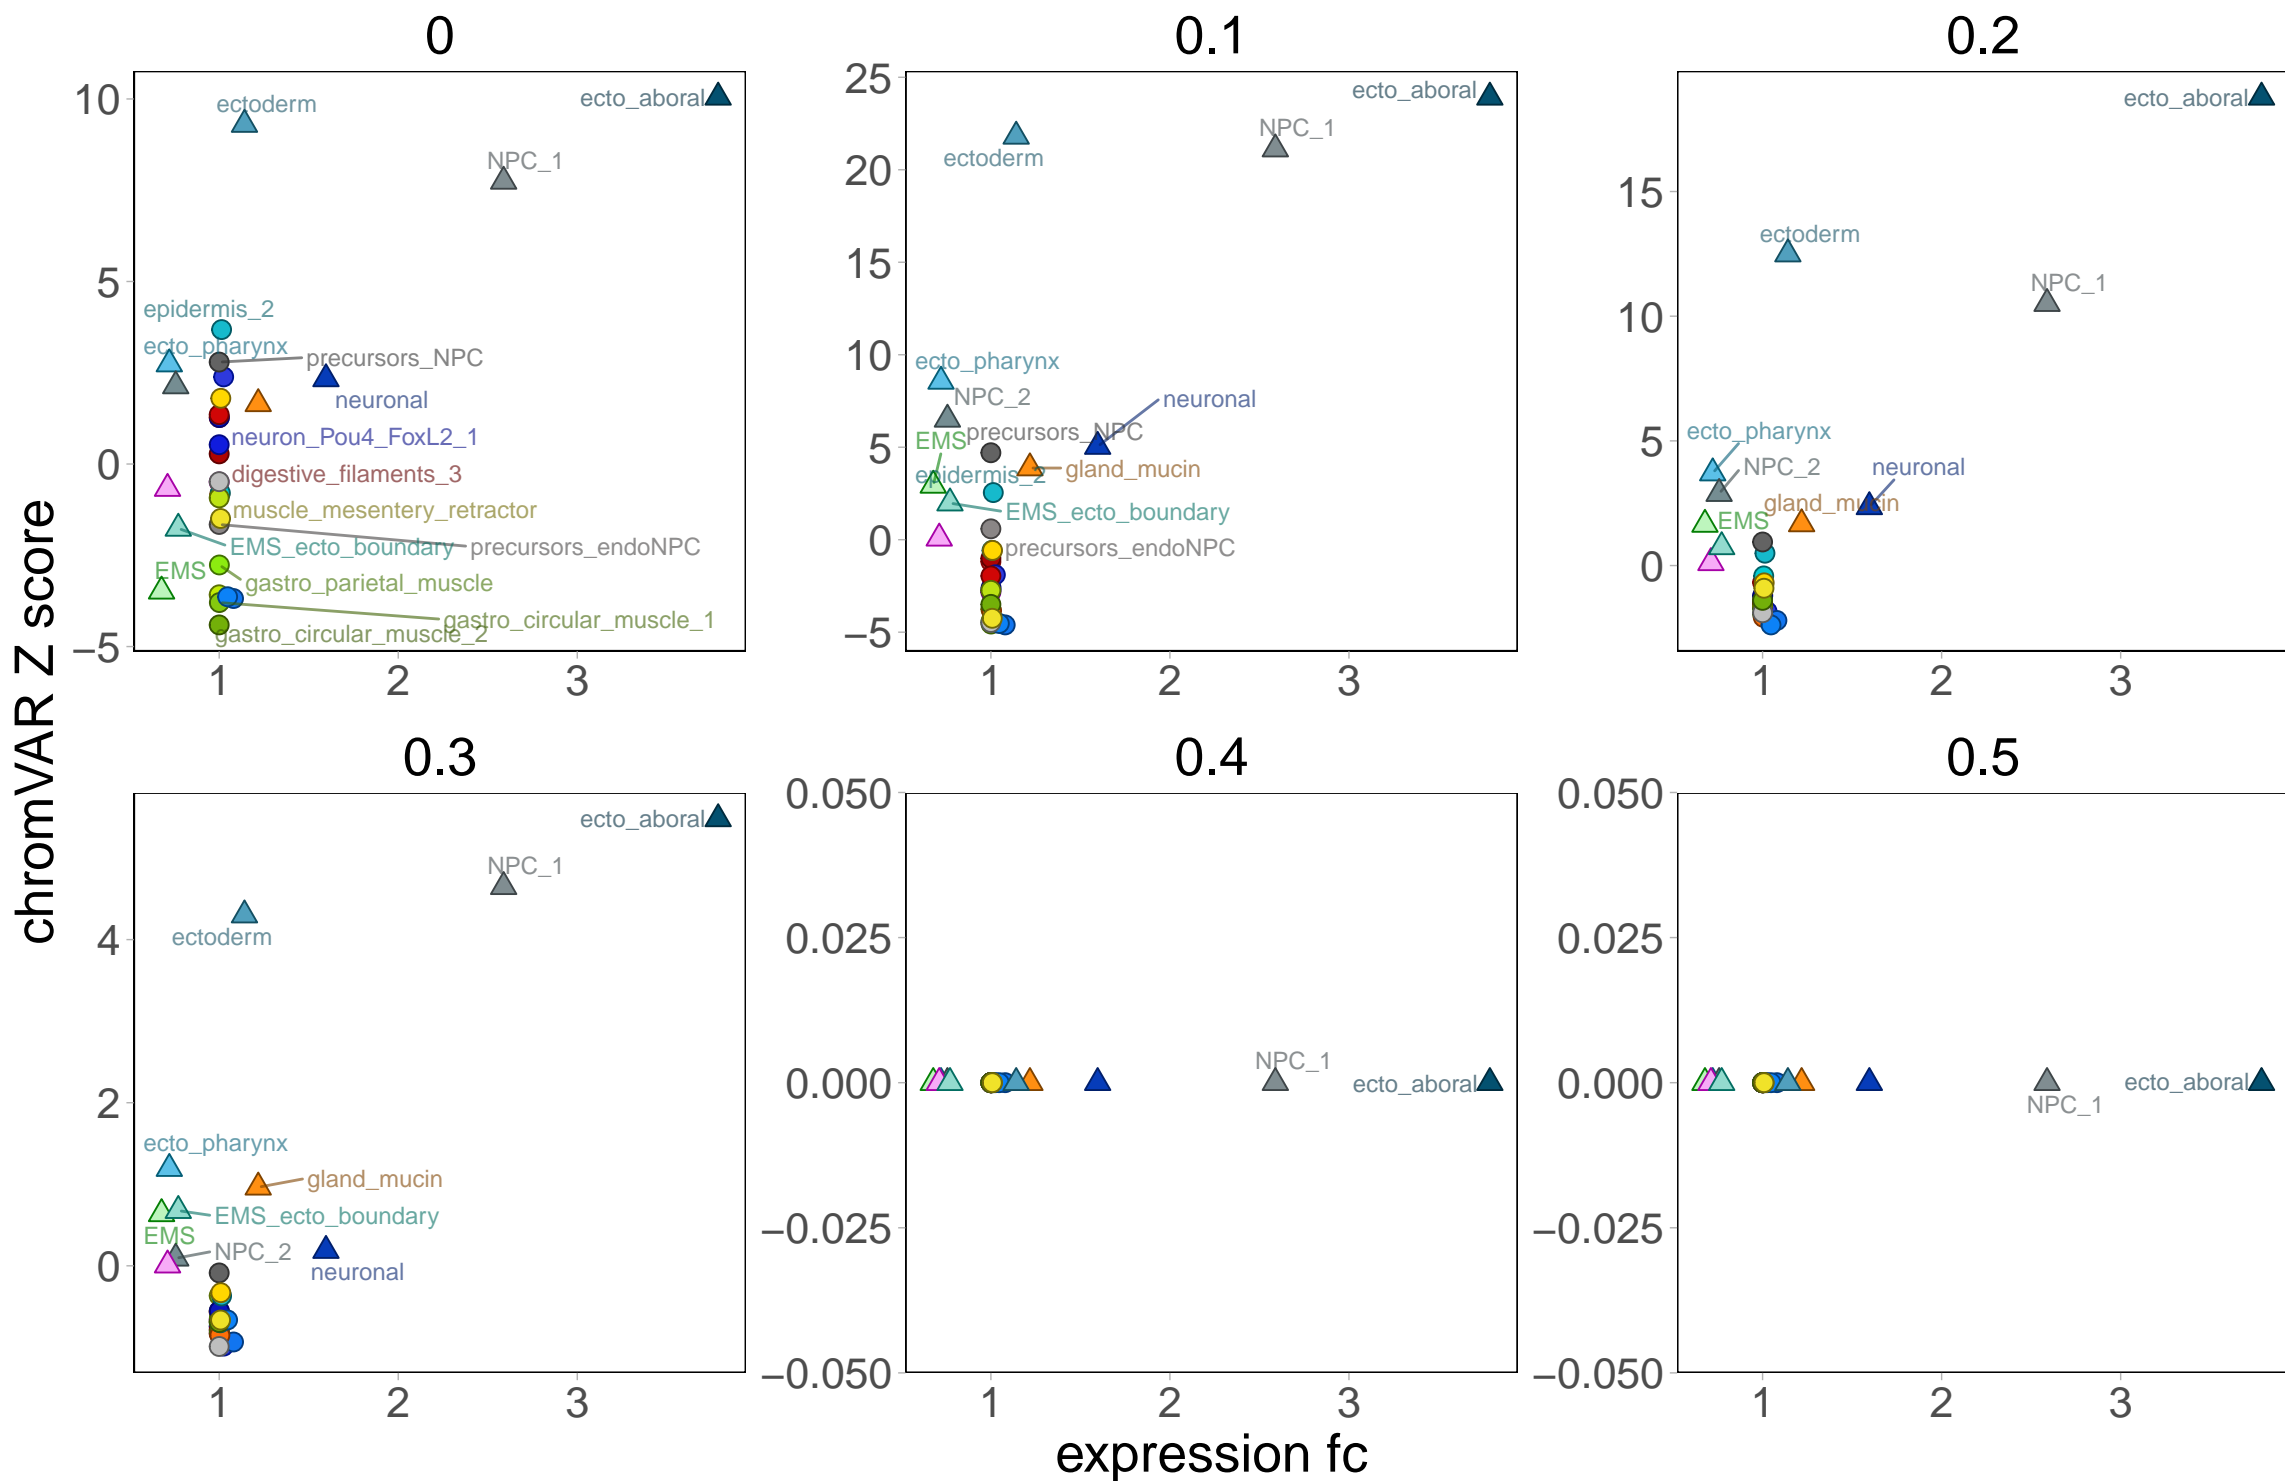 0
0.1
0.2
10
5
0
−5
1
2
3
ectoderm
ecto_aboral
NPC_1
epidermis_2
ecto_pharynx
precursors_NPC
neuronal
neuron_Pou4_FoxL2_1
digestive_filaments_3
muscle_mesentery_retractor
EMS_ecto_boundary
precursors_endoNPC
EMS
gastro_parietal_muscle
gastro_circular_muscle_1
gastro_circular_muscle_2
25
20
15
10
5
0
−5
1
2
3
ecto_aboral
NPC_1
ectoderm
ecto_pharynx
NPC_2
neuronal
EMS
precursors_NPC
gland_mucin
epidermis_2
EMS_ecto_boundary
precursors_endoNPC
15
10
5
0
1
2
3
ecto_aboral
ectoderm
NPC_1
ecto_pharynx
NPC_2
neuronal
gland_mucin
EMS
chromVAR Z score
0.3
0.4
0.5
4
2
0
1
2
3
ecto_aboral
NPC_1
ectoderm
ecto_pharynx
gland_mucin
EMS_ecto_boundary
EMS
NPC_2
neuronal
0.050
0.025
0.000
−0.025
−0.050
1
2
3
NPC_1
ecto_aboral
0.050
0.025
0.000
−0.025
−0.050
1
2
3
ecto_aboral
NPC_1
expression fc